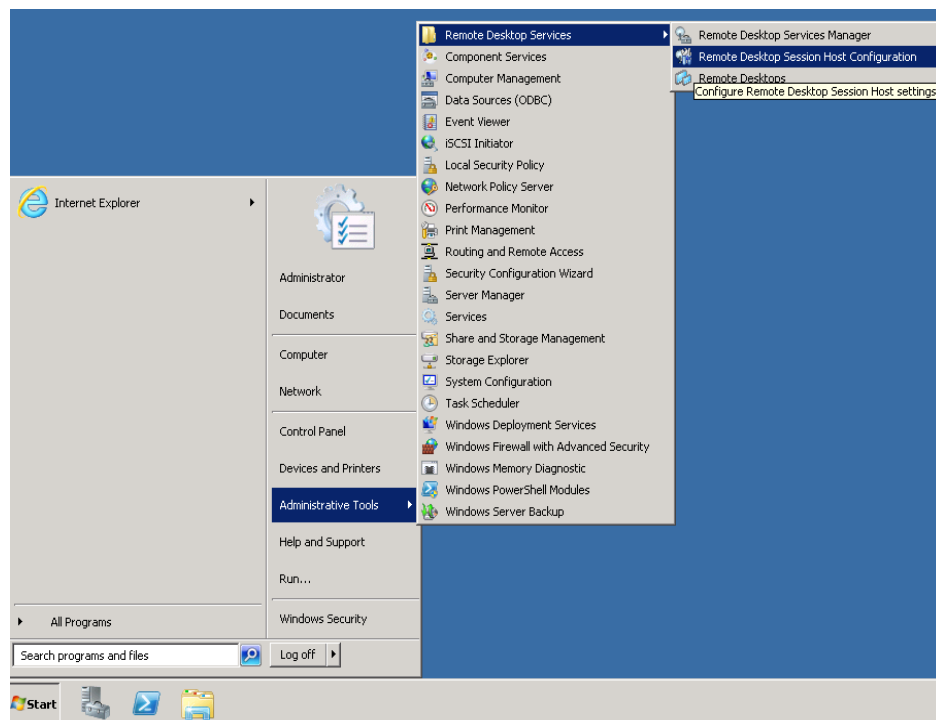 Remote Desktop Services
Component Services
Computer Management
Data Sources (ODBC)
Event Viewer
iSCSI Initiator
Local Security Policy
Network Policy Server
Performance Monitor
Print Management
Routing and Remote Access
Security Configuration Wizard
Server Manager
Services
Share and Storage Management
Storage Explorer
System Configuration
Task Scheduler
Windows Deployment Services
Windows Firewall with Advanced Security
Windows Memory Diagnostic
Windows PowerShell Modules
Windows Server Backup
Remote Desktop Services Manager
Remote Desktop Session Host Configuration
Remote Desktops
Configure Remote Desktop Session Host settings
Internet Explorer
Administrator
Documents
Computer
Network
Control Panel
Devices and Printers
Administrative Tools
Help and Support
Run...
Windows Security
All Programs
Search programs and files
Log off
Start